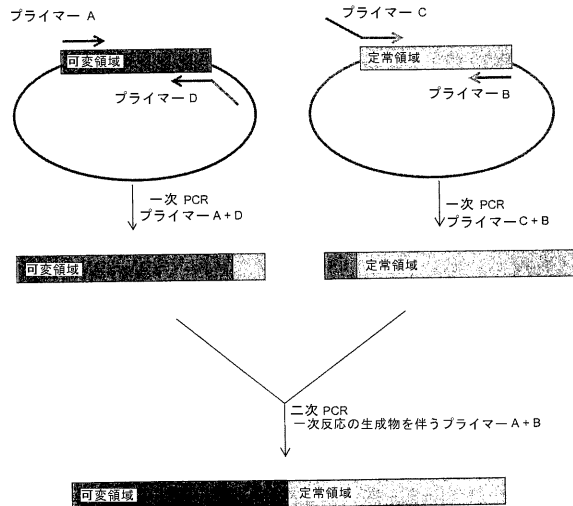 プライマー A
プライマー C
可変領域
定常領域
プライマー D
プライマー B
一次 PCR
プライマー A + D
一次 PCR
プライマー C + B
可変領域
定常領域
二次 PCR
一次反応の生成物を伴うプライマー A + B
可変領域
定常領域